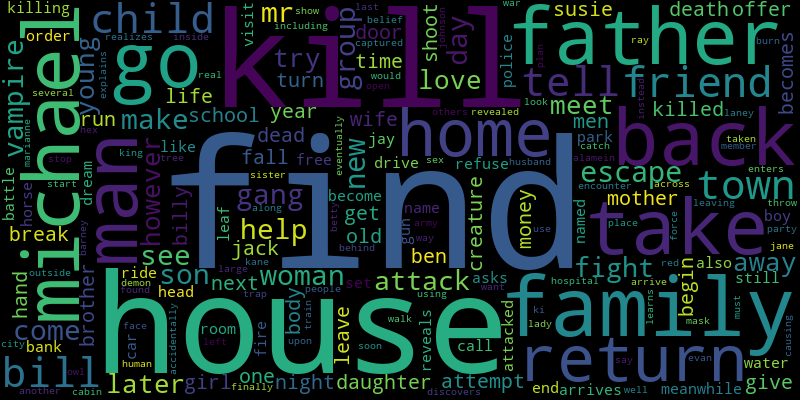 killing
child
mr
show
visit
last
belief
war
susie
death
offer
order
including
group
door
captured
johnson
plan
police
ray
burn
becomes
realizes
inside
young
go
kill
try
turn
time
would
open
shoot
day
love
father
tell
friend
instead
several
real
explains
life
year
others
revealed
look
meet
killed
laney
taken
vampire
michael
run
make
school
wife
home
men
park
member
back
marianne
hex
stop
king
tree
like
dead
fall
free
jay
drive
sex
refuse
husband
catch
alamein
enters
start
dream
man
however
billy
find
eventually
new
escape
encounter
across
throw
town
battle
horse
sister
gang
become
get
creature
money
named
mother
leaving
boy
party
break
barney
leaf
along
help
betty
old
gun
name
army
way
use
place
force
take
jane
hand
outside
see
jack
kane
behind
ben
fight
red
begin
also
away
come
brother
ride
demon
son
next
large
woman
body
people
set
attack
asks
hospital
arrive
still
city
bank
found
head
trap
train
using
want
attacked
ki
lady
learns
mask
must
family
causing
car
face
room
fire
upon
walk
leave
reveals
call
house
return
say
evan
water
bill
owl
human
accidentally
left
soon
another
cabin
later
girl
finally
one
night
daughter
discovers
attempt
end
arrives
well
meanwhile
give